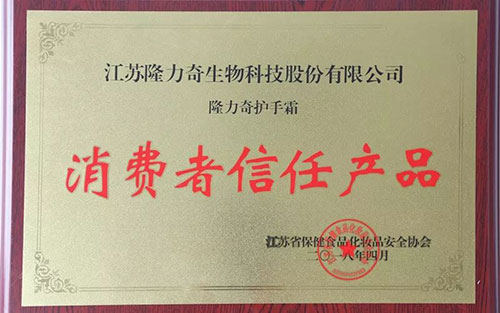 江苏隆力奇生物科技股份有限公司
隆力奇护手霜
消费者信任产品
江苏省保健食品化妆品安全协会
二〇一八年四月